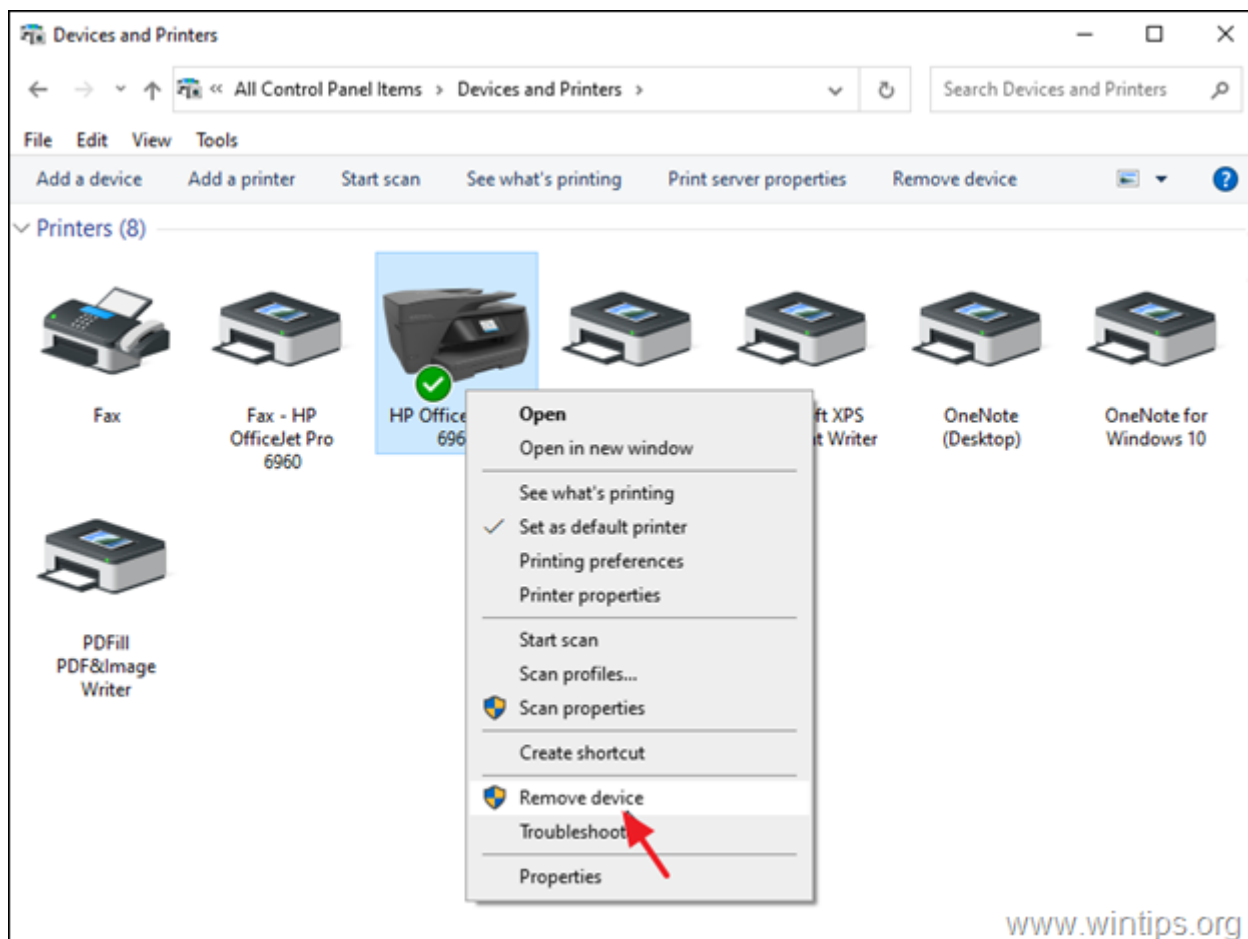 Devices and Printers
« All Control Panel Items › Devices and Printers ›
Search Devices and Printers
File Edit View Tools
Add a device Add a printer Start scan See what's printing Print server properties Remove device ?
Printers (8)
Fax
Fax - HP
OfficeJet Pro
6960
HP Office
696
ft XPS
t Writer
OneNote
(Desktop)
OneNote for
Windows 10
PDFill
PDF&Image
Writer
Open
Open in new window
See what's printing
Set as default printer
Printing preferences
Printer properties
Start scan
Scan profiles...
Scan properties
Create shortcut
Remove device
Troubleshoot
Properties
www.wintips.org